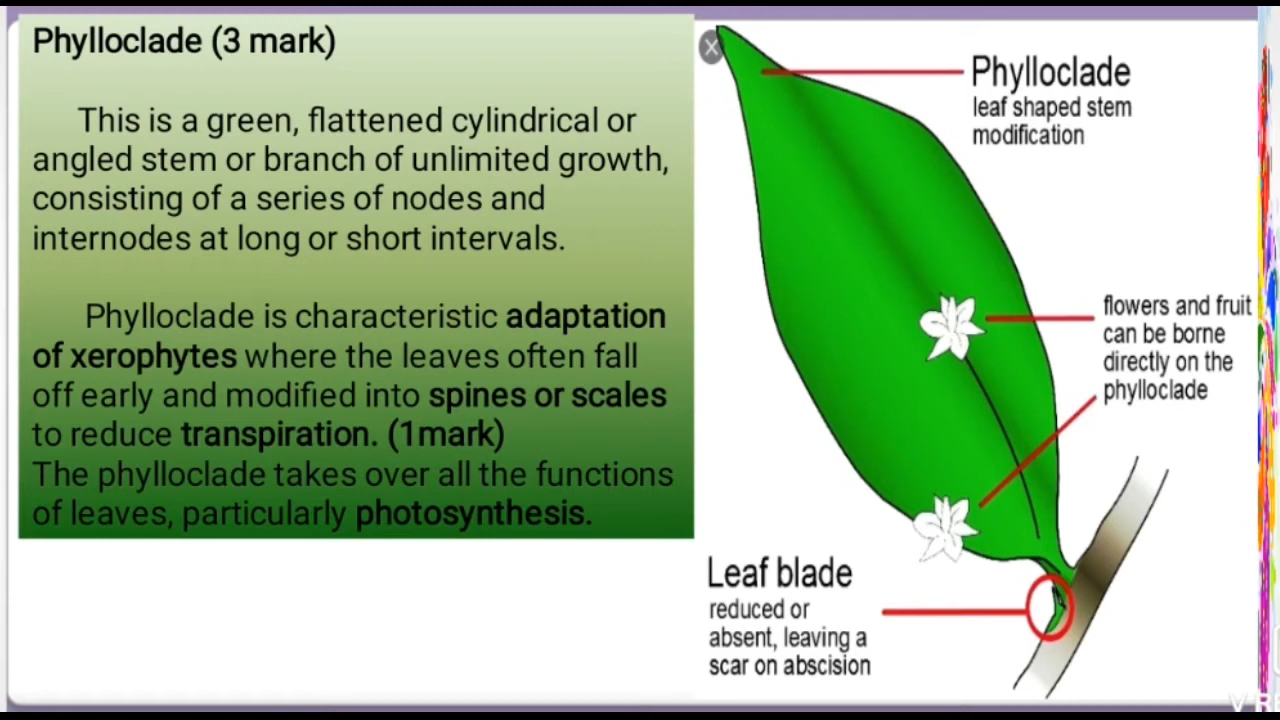 Phylloclade (3 mark)
This is a green, flattened cylindrical or
angled stem or branch of unlimited growth,
consisting of a series of nodes and
internodes at long or short intervals.
Phylloclade is characteristic adaptation
of xerophytes where the leaves often fall
off early and modified into spines or scales
to reduce transpiration. (1mark)
The phylloclade takes over all the functions
of leaves, particularly photosynthesis.
X
Phylloclade
leaf shaped stem
modification
flowers and fruit
can be borne
directly on the
phylloclade
Leaf blade
reduced or
absent, leaving a
scar on abscision